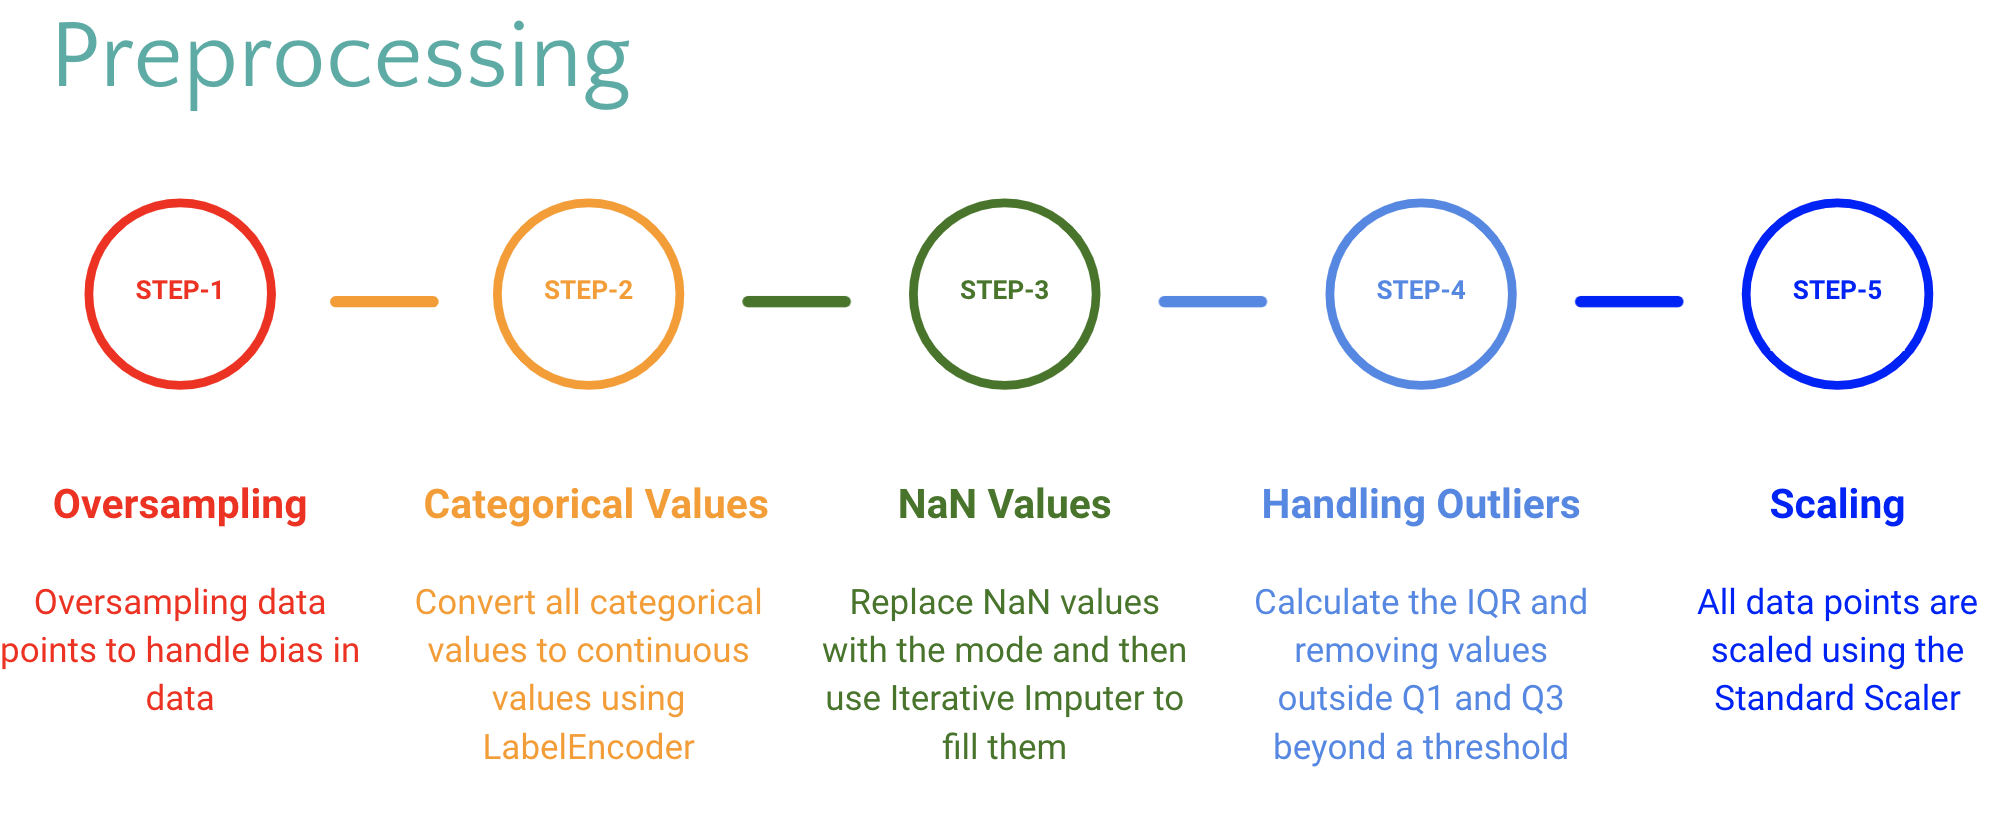 Preprocessing
STEP-1
STEP-2
STEP-3
STEP-4
STEP-5
Oversampling
Oversampling data
points to handle bias in
data
Categorical Values
Convert all categorical
values to continuous
values using
LabelEncoder
NaN Values
Replace NaN values
with the mode and then
use Iterative Imputer to
fill them
Handling Outliers
Calculate the IQR and
removing values
outside Q1 and Q3
beyond a threshold
Scaling
All data points are
scaled using the
Standard Scaler